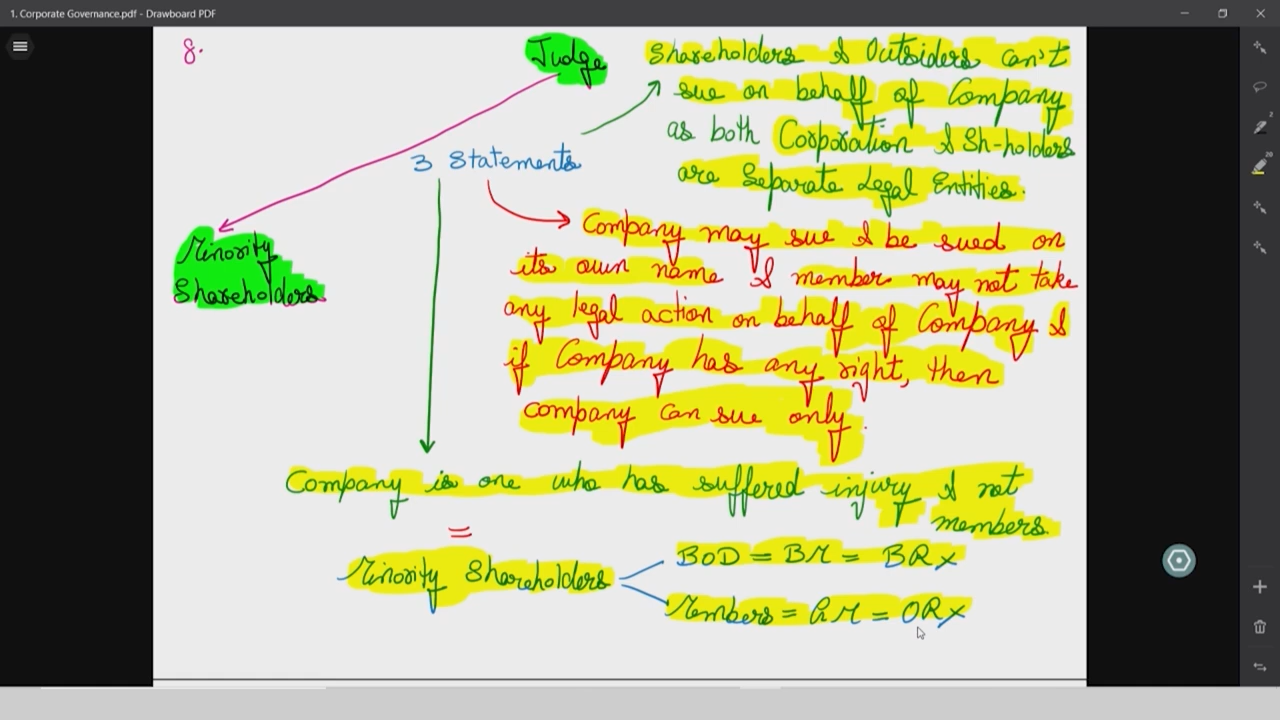 1. Corporate Governance.pdf - Drawboard PDF
8.
Judge
Shareholders & Outsiders can't
sue on behalf of Company
as both Corporation & Sh-holders
are Separate Legal Entities.
3 Statements
Minority
Shareholders
Company may sue & be sued on
its own name & member may not take
any legal action on behalf of Company &
if Company has any right, then
company can sue only.
Company is one who has suffered injury & not
members.
=
Minority Shareholders
BOD = BM = BR x
Members = GM = OR x